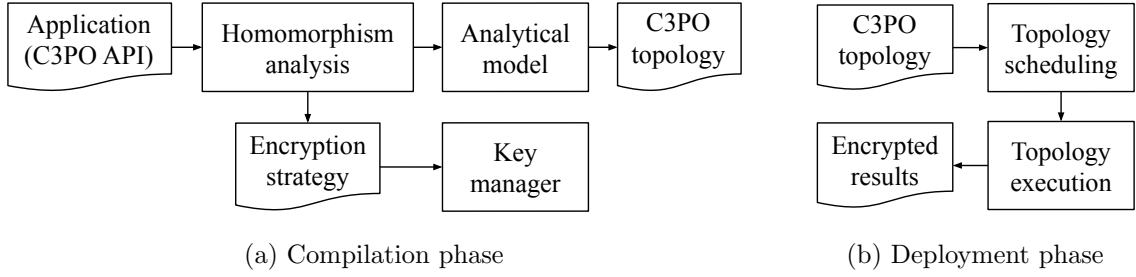 Application
(C3PO API)
Homomorphism
analysis
Analytical
model
C3PO
topology
Encryption
strategy
Key
manager
(a) Compilation phase
C3PO
topology
Topology
scheduling
Encrypted
results
Topology
execution
(b) Deployment phase